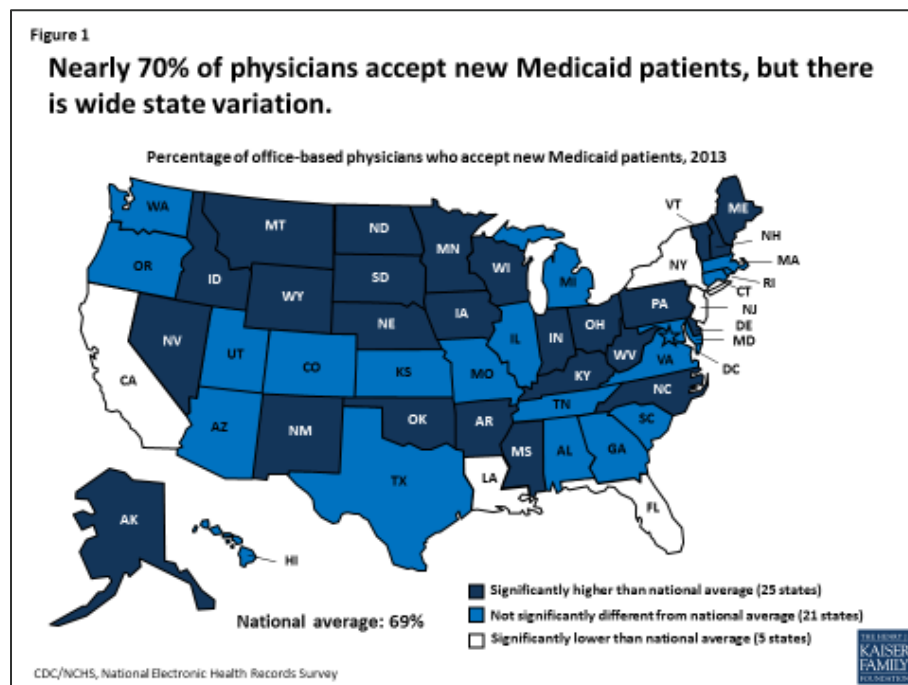 Figure 1
Nearly 70% of physicians accept new Medicaid patients, but there
is wide state variation.
Percentage of office-based physicians who accept new Medicaid patients, 2013
WA
MT
ND
MN
VT
ME
NH
OR
ID
SD
WI
MI
NY
MA
RI
WY
CT
IA
PA
NJ
NE
NV
IL
IN
OH
DE
MD
UT
CO
WV
VA
DC
CA
KS
MO
KY
NC
TN
AZ
NM
OK
AR
SC
MS
AL
GA
TX
LA
FL
AK
HI
Significantly higher than national average (25 states)
National average: 69%
Not significantly different from national average (21 states)
Significantly lower than national average (5 states)
CDC/NCHS, National Electronic Health Records Survey
THE HENRY J.
KAISER
FAMILY
FOUNDATION